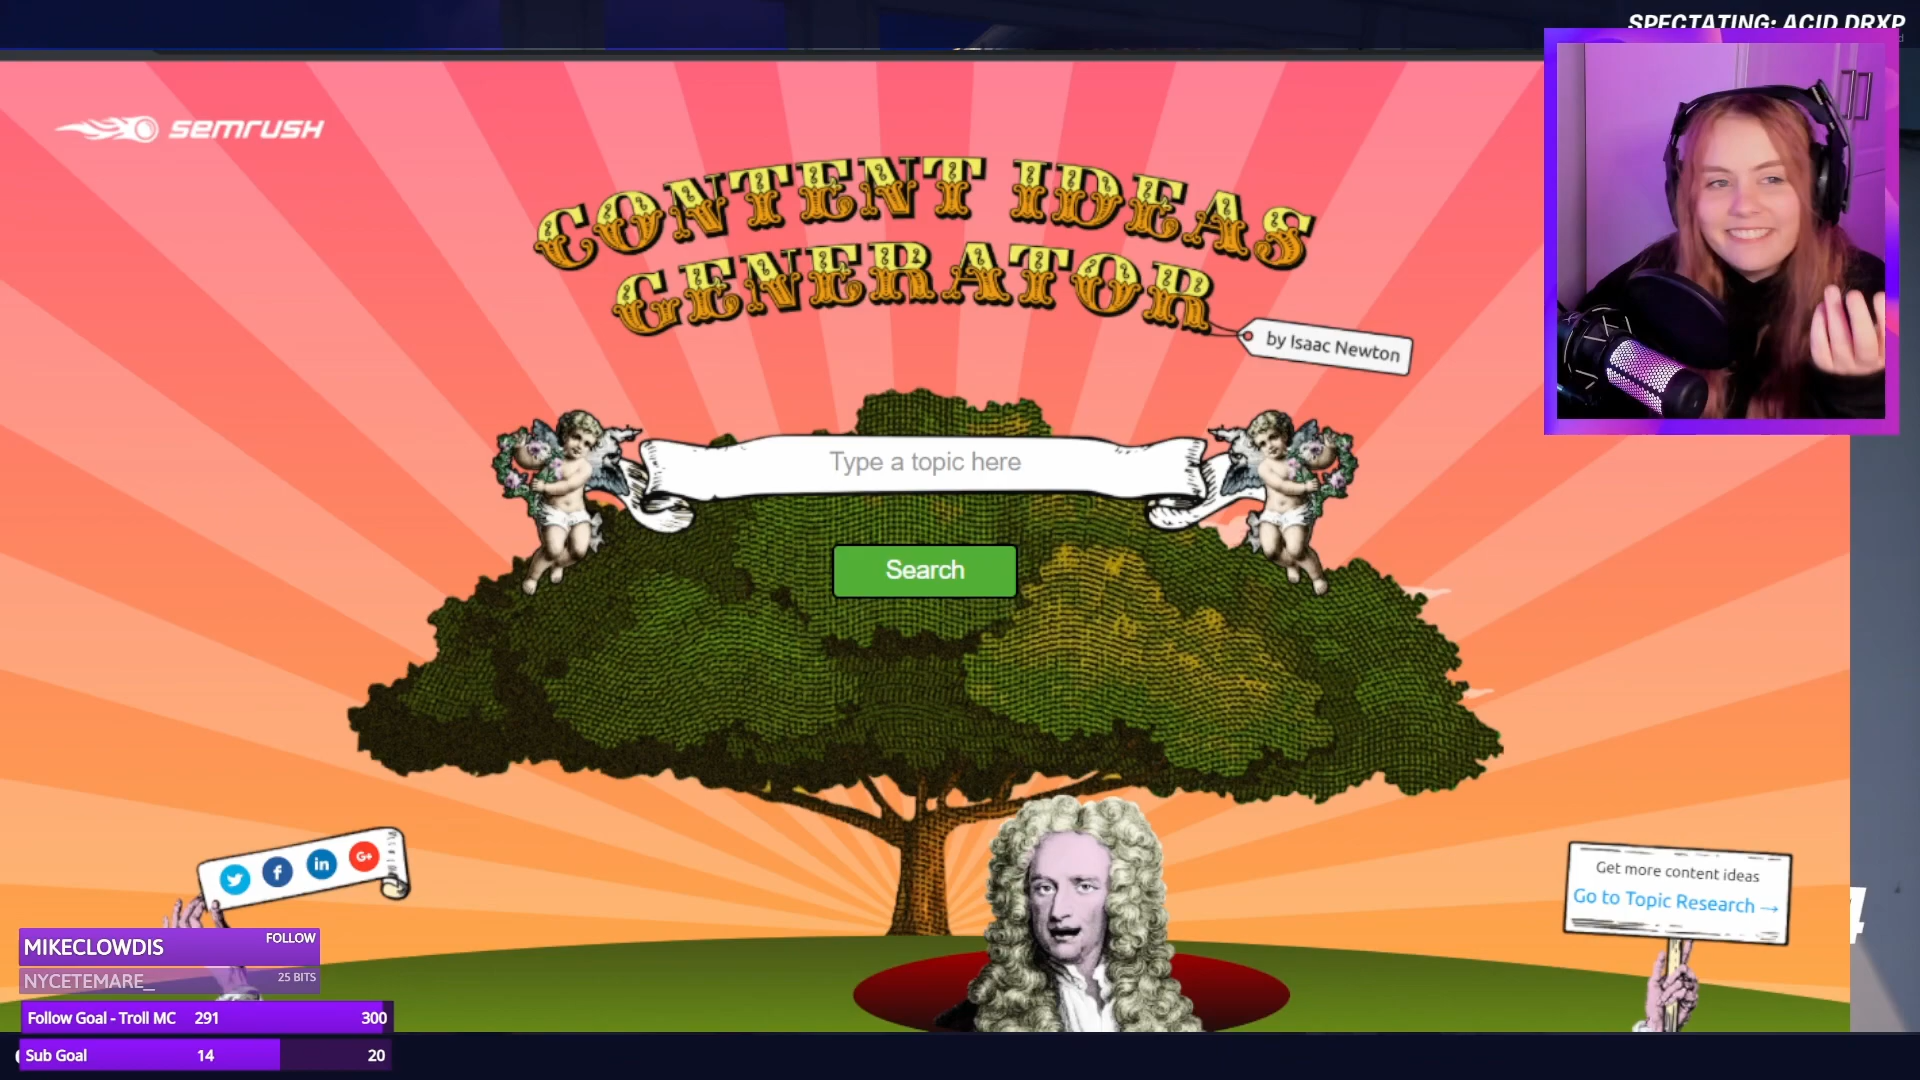 SPECTATING: ACID DRXP
semrush
CONTENT IDEAS
GENERATOR
by Isaac Newton
Type a topic here
Search
Get more content ideas
Go to Topic Research →
f
in
G+
MIKECLOWDIS FOLLOW
NYCETEMARE_ 25 BITS
Follow Goal - Troll MC 291 300
Sub Goal 14 20